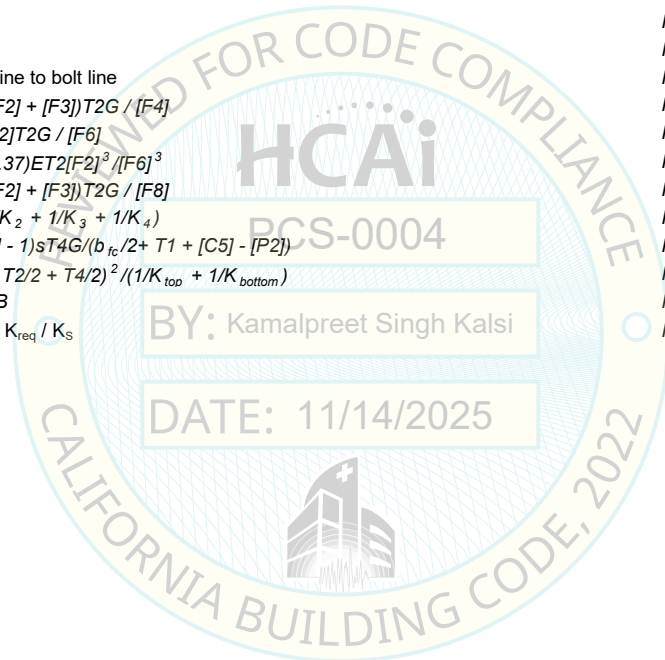 REVIEWED FOR CODE COMPLIANCE
HCAi
ine to bolt line
F2] + [F3])T2G / [F4]
2]T2G / [F6]
.37)ET2[F2]³/[F6]³
F2] + [F3])T2G / [F8]
K₂ + 1/K₃ + 1/K₄)
PCS-0004
] - 1)sT4G/(b_fc/2+ T1 + [C5] - [P2])
T2/2 + T4/2)²/(1/K_top + 1/K_bottom)
B
BY: Kamalpreet Singh Kalsi
K_req / K_S
DATE: 11/14/2025
CALIFORNIA BUILDING CODE, 2022